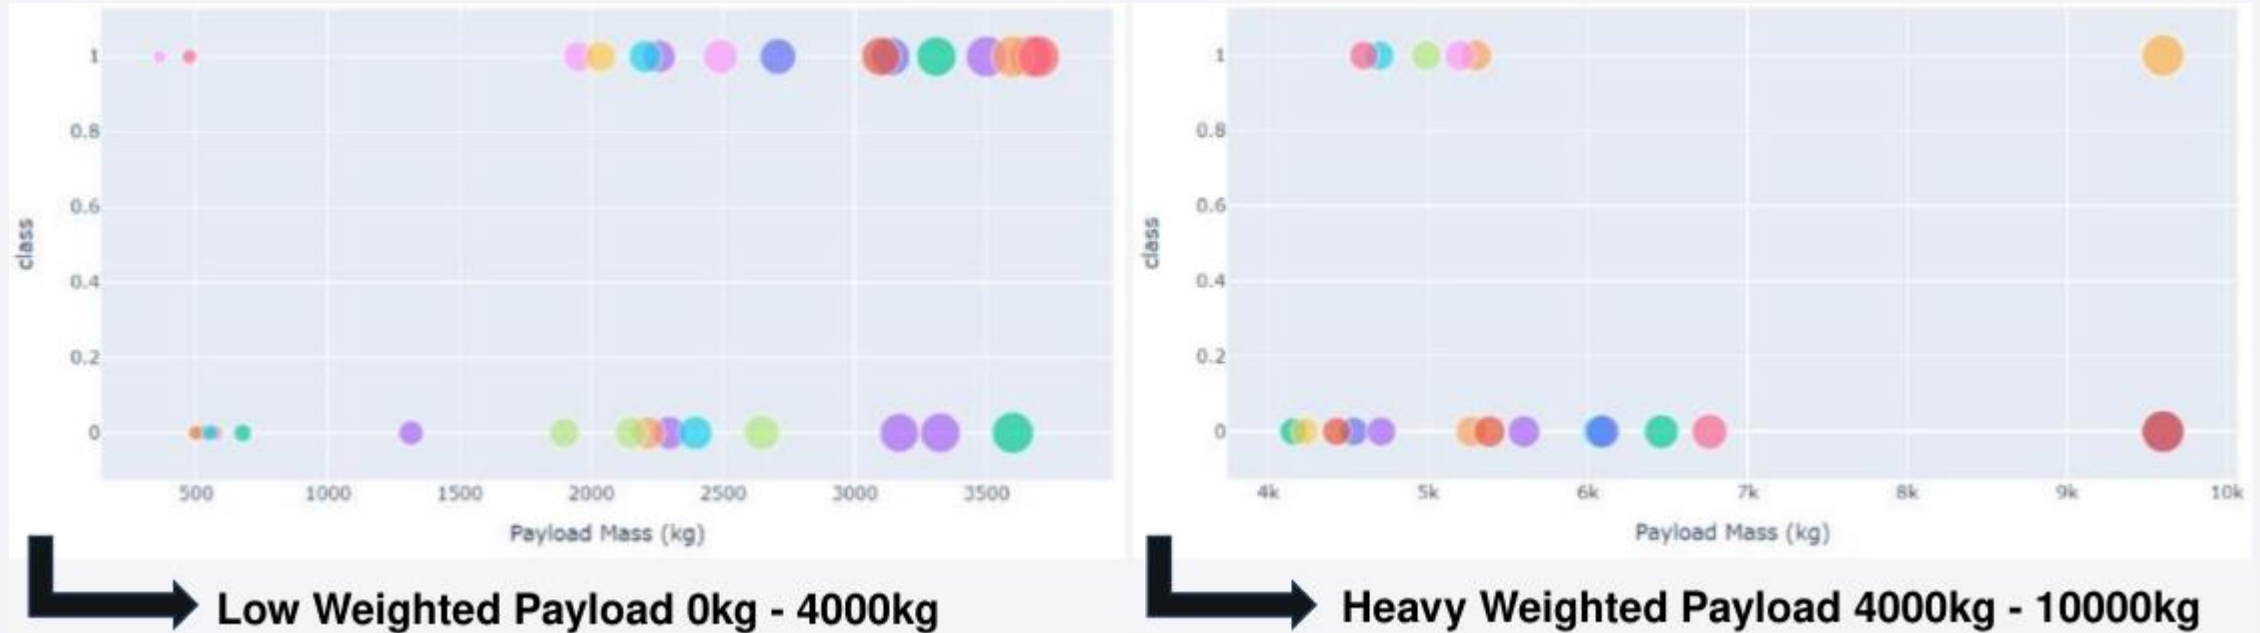 1
0.8
0.6
0.4
0.2
0
class
500 1000 1500 2000 2500 3000 3500
Payload Mass (kg)
Low Weighted Payload 0kg - 4000kg
1
0.8
0.6
0.4
0.2
0
class
4k 5k 6k 7k 8k 9k 10k
Payload Mass (kg)
Heavy Weighted Payload 4000kg - 10000kg